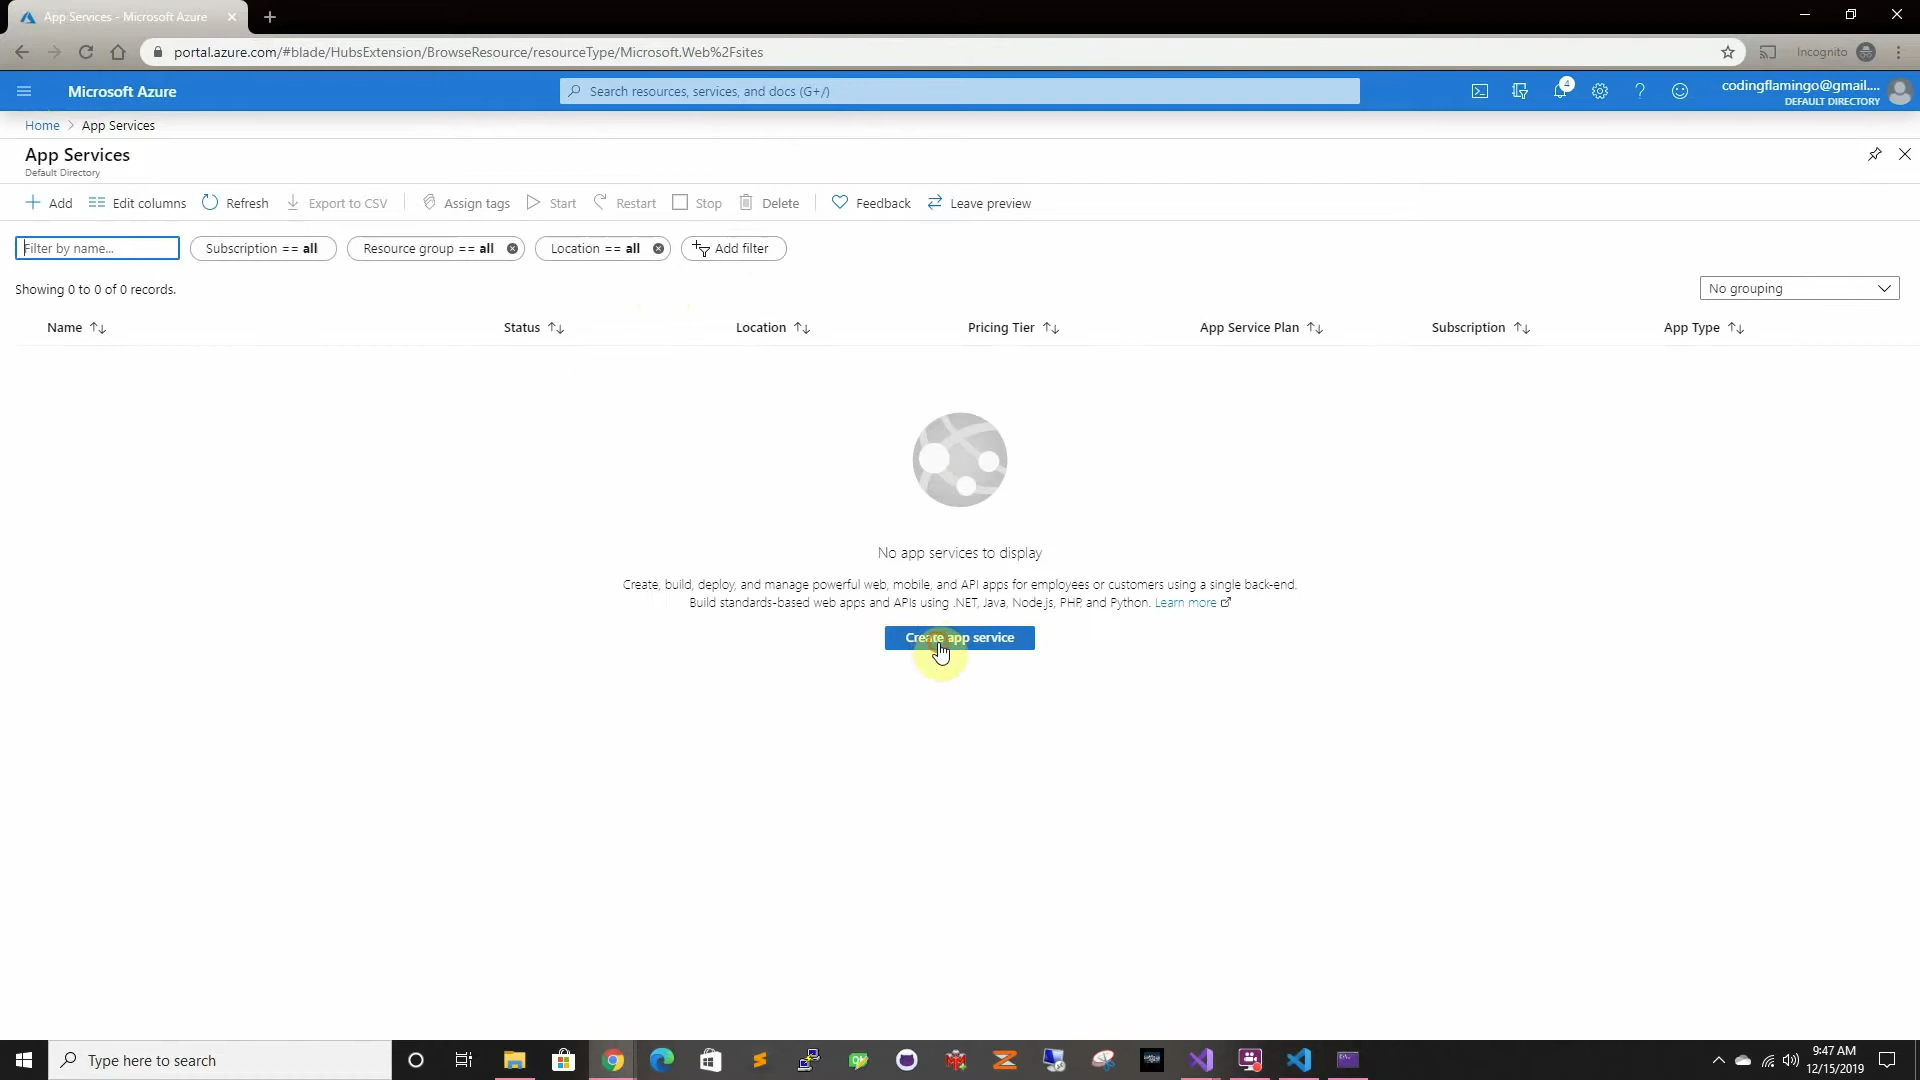 App Services - Microsoft Azure
portal.azure.com/#blade/HubsExtension/BrowseResource/resourceType/Microsoft.Web%2Fsites
Incognito
Microsoft Azure
Search resources, services, and docs (G+/)
4
codingflamingo@gmail....
DEFAULT DIRECTORY
Home > App Services
App Services
Default Directory
Add
Edit columns
Refresh
Export to CSV
Assign tags
Start
Restart
Stop
Delete
Feedback
Leave preview
Filter by name...
Subscription == all
Resource group == all
Location == all
Add filter
Showing 0 to 0 of 0 records.
No grouping
Name
Status
Location
Pricing Tier
App Service Plan
Subscription
App Type
No app services to display
Create, build, deploy, and manage powerful web, mobile, and API apps for employees or customers using a single back-end.
Build standards-based web apps and APIs using .NET, Java, Node.js, PHP, and Python. Learn more
Create app service
Type here to search
9:47 AM
12/15/2019